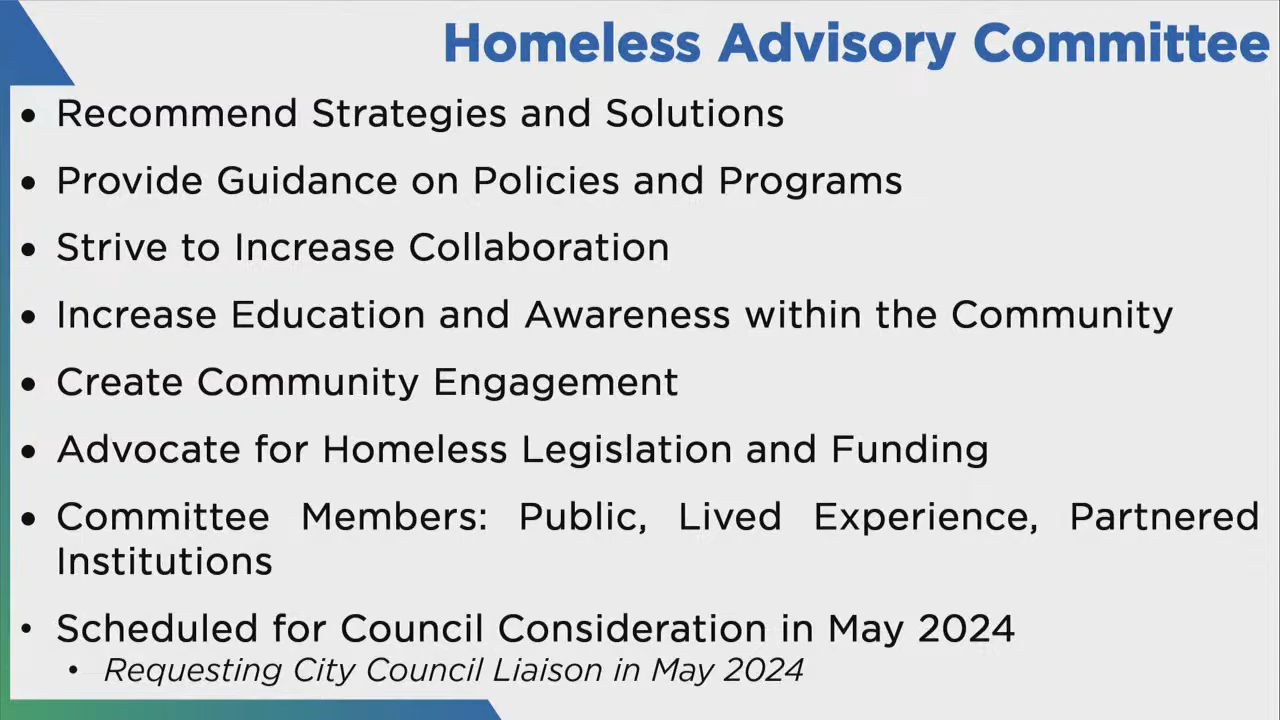 Homeless Advisory Committee
• Recommend Strategies and Solutions
• Provide Guidance on Policies and Programs
• Strive to Increase Collaboration
• Increase Education and Awareness within the Community
• Create Community Engagement
• Advocate for Homeless Legislation and Funding
• Committee Members: Public, Lived Experience, Partnered
Institutions
• Scheduled for Council Consideration in May 2024
• Requesting City Council Liaison in May 2024